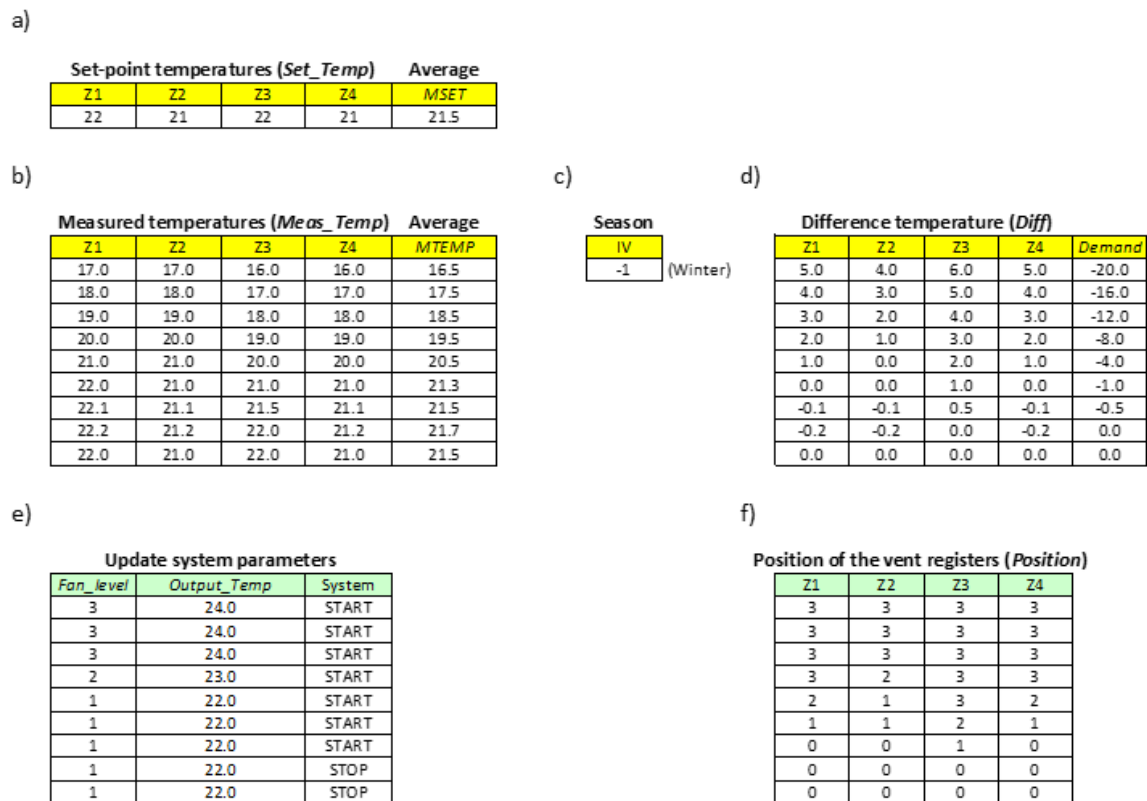 a)
Set-point temperatures (Set_Temp) Average
Z1 Z2 Z3 Z4 MSET
22 21 22 21 21.5
b)
Measured temperatures (Meas_Temp) Average
Z1 Z2 Z3 Z4 MTEMP
17.0 17.0 16.0 16.0 16.5
18.0 18.0 17.0 17.0 17.5
19.0 19.0 18.0 18.0 18.5
20.0 20.0 19.0 19.0 19.5
21.0 21.0 20.0 20.0 20.5
22.0 21.0 21.0 21.0 21.3
22.1 21.1 21.5 21.1 21.5
22.2 21.2 22.0 21.2 21.7
22.0 21.0 22.0 21.0 21.5
c)
Season
IV
-1 (Winter)
d)
Difference temperature (Diff)
Z1 Z2 Z3 Z4 Demand
5.0 4.0 6.0 5.0 -20.0
4.0 3.0 5.0 4.0 -16.0
3.0 2.0 4.0 3.0 -12.0
2.0 1.0 3.0 2.0 -8.0
1.0 0.0 2.0 1.0 -4.0
0.0 0.0 1.0 0.0 -1.0
-0.1 -0.1 0.5 -0.1 -0.5
-0.2 -0.2 0.0 -0.2 0.0
0.0 0.0 0.0 0.0 0.0
e)
Update system parameters
Fan_level Output_Temp System
3 24.0 START
3 24.0 START
3 24.0 START
2 23.0 START
1 22.0 START
1 22.0 START
1 22.0 START
1 22.0 STOP
1 22.0 STOP
f)
Position of the vent registers (Position)
Z1 Z2 Z3 Z4
3 3 3 3
3 3 3 3
3 3 3 3
3 2 3 3
2 1 3 2
1 1 2 1
0 0 1 0
0 0 0 0
0 0 0 0